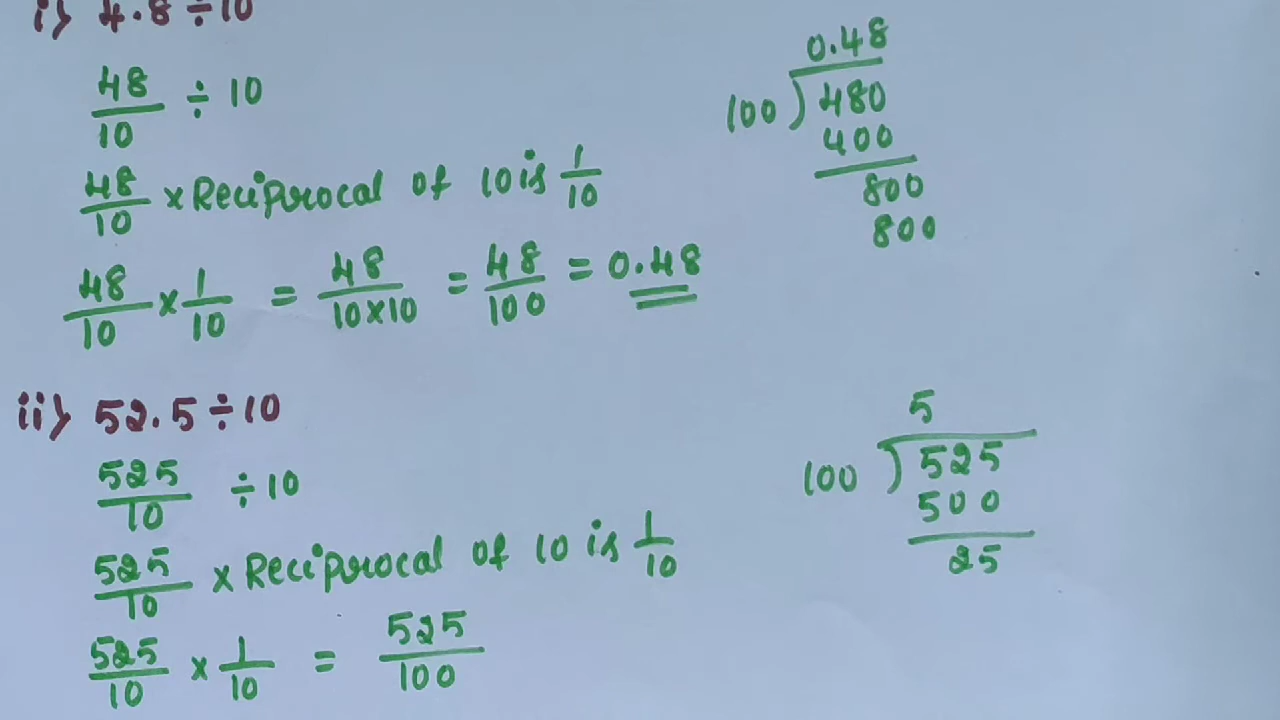 i) 4.8 ÷ 10
48/10 ÷ 10
48/10 × Reciprocal of 10 is 1/10
48/10 × 1/10 = 48/10×10 = 48/100 = 0.48
0.48
100 ) 480
400
800
800
ii) 52.5 ÷ 10
525/10 ÷ 10
525/10 × Reciprocal of 10 is 1/10
525/10 × 1/10 = 525/100
5
100 ) 525
500
25